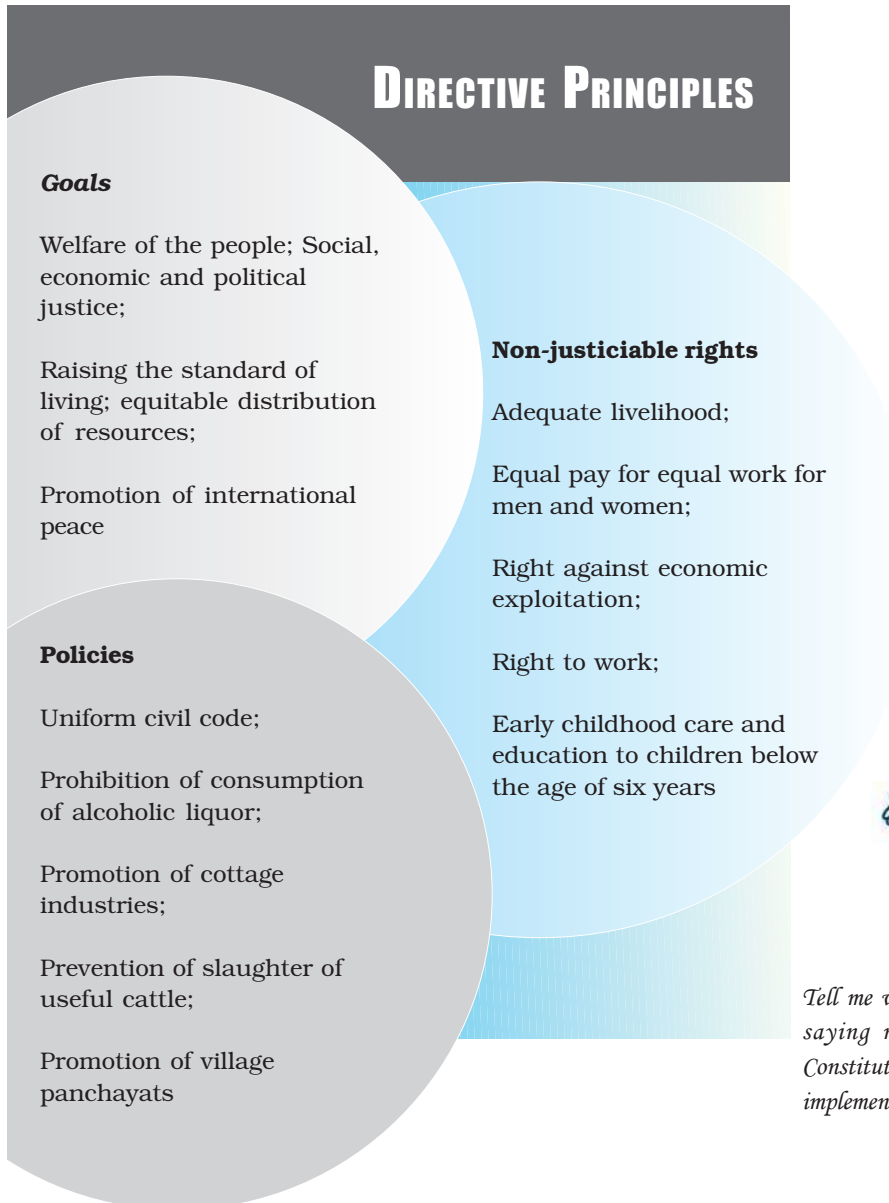 DIRECTIVE PRINCIPLES
Goals
Welfare of the people; Social,
economic and political
justice;
Raising the standard of
living; equitable distribution
of resources;
Promotion of international
peace
Non-justiciable rights
Adequate livelihood;
Equal pay for equal work for
men and women;
Right against economic
exploitation;
Right to work;
Early childhood care and
education to children below
the age of six years
Policies
Uniform civil code;
Prohibition of consumption
of alcoholic liquor;
Promotion of cottage
industries;
Prevention of slaughter of
useful cattle;
Promotion of village
panchayats
Tell me
saying